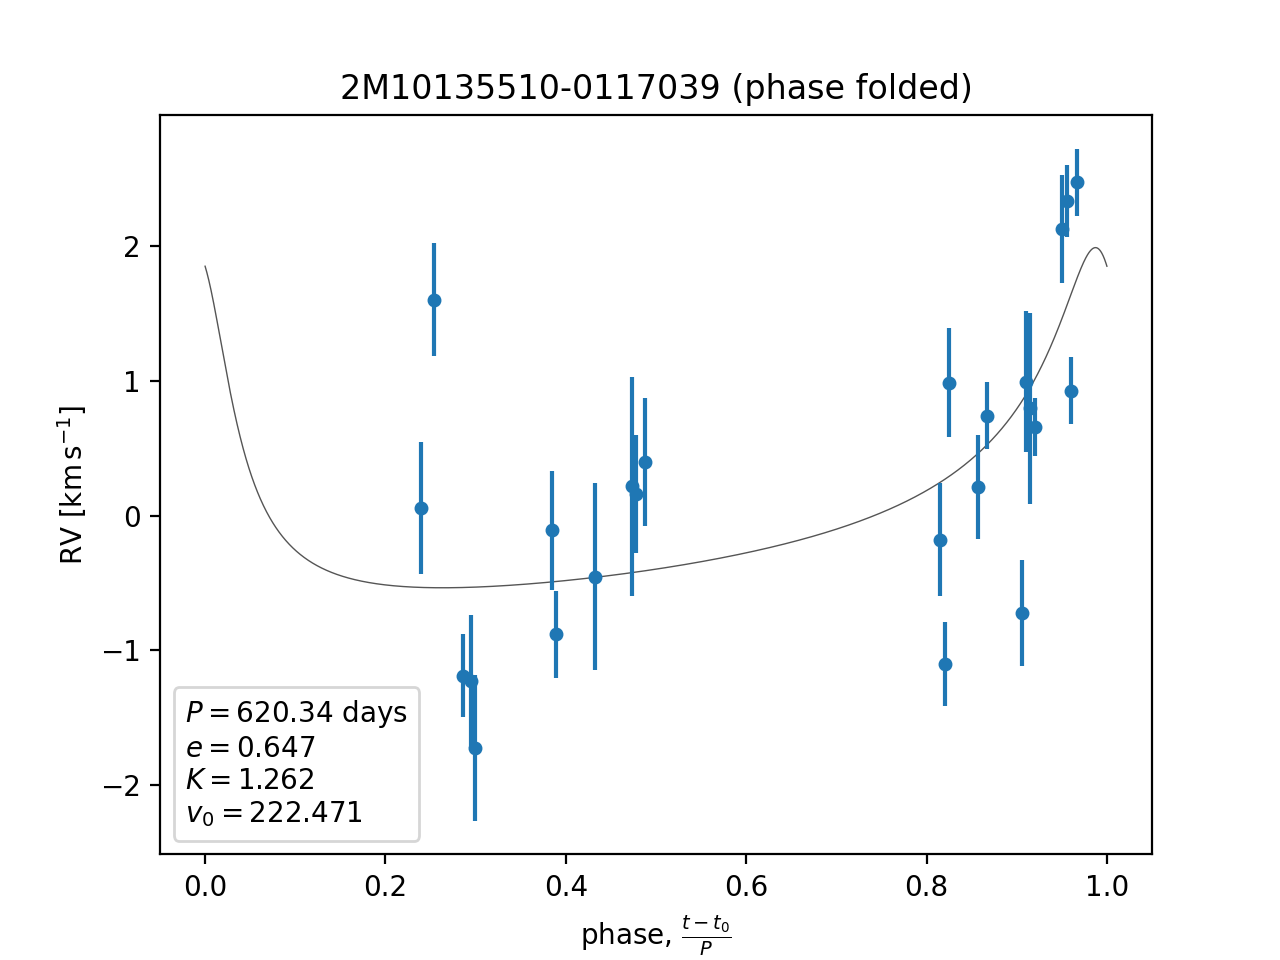 2M10135510-0117039 (phase folded)
RV [km s⁻¹]
2
1
0
−1
−2
P = 620.34 days
e = 0.647
K = 1.262
v₀ = 222.471
0.0 0.2 0.4 0.6 0.8 1.0
phase, (t − t₀)/P